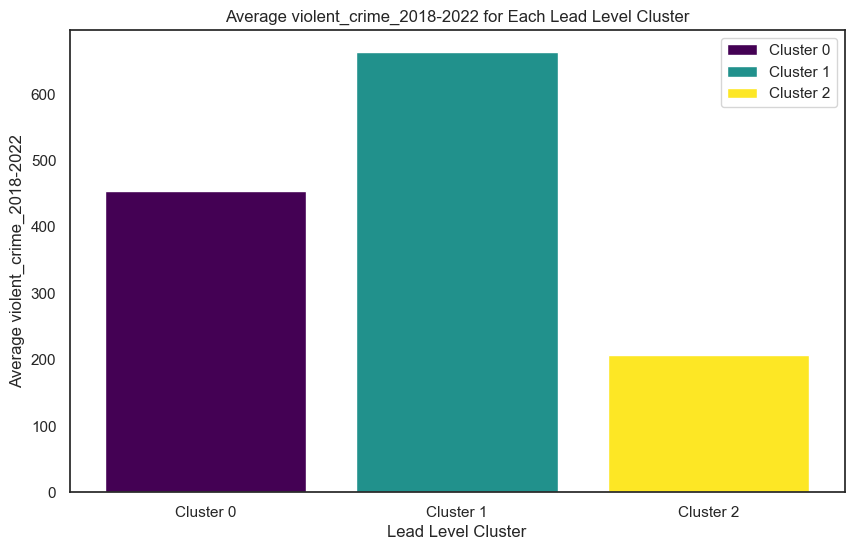 Average violent_crime_2018-2022 for Each Lead Level Cluster
Cluster 0
Cluster 1
Cluster 2
Average violent_crime_2018-2022
600
500
400
300
200
100
0
Cluster 0
Cluster 1
Cluster 2
Lead Level Cluster